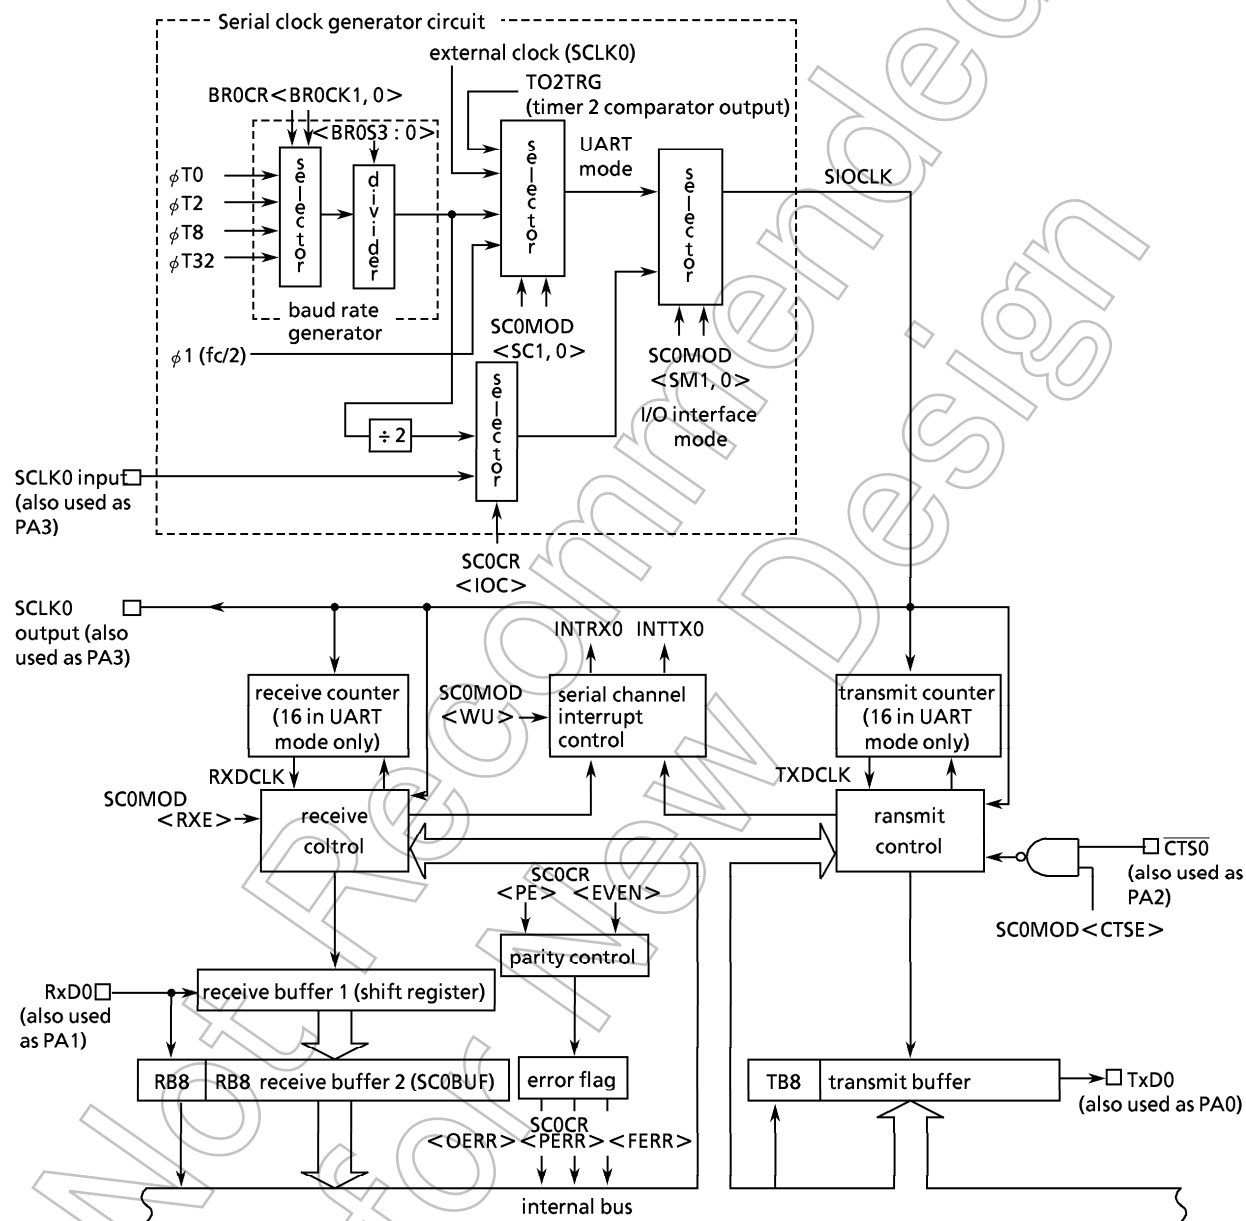 Serial clock generator circuit
external clock (SCLK0)
TO2TRG
(timer 2 comparator output)
BR0CR<BR0CK1, 0>
<BR0S3 : 0>
selector
divider
selector
UART
mode
selector
SIOCLK
ϕT0
ϕT2
ϕT8
ϕT32
baud rate
generator
ϕ1 (fc/2)
SC0MOD
<SC1, 0>
SC0MOD
<SM1, 0>
I/O interface
mode
selector
÷2
SCLK0 input
(also used as
PA3)
SC0CR
<IOC>
SCLK0
output (also
used as PA3)
INTRX0 INTTX0
receive counter
(16 in UART
mode only)
SC0MOD
<WU>
serial channel
interrupt
control
transmit counter
(16 in UART
mode only)
RXDCLK
TXDCLK
SC0MOD
<RXE>
receive
coltrol
ransmit
control
CTS0
(also used as
PA2)
SC0MOD<CTSE>
SC0CR
<PE> <EVEN>
parity control
RxD0
(also used
as PA1)
receive buffer 1 (shift register)
RB8
RB8 receive buffer 2 (SC0BUF)
error flag
TB8
transmit buffer
TxD0
(also used as PA0)
SC0CR
<OERR> <PERR> <FERR>
internal bus
Not Recommended
for New Design